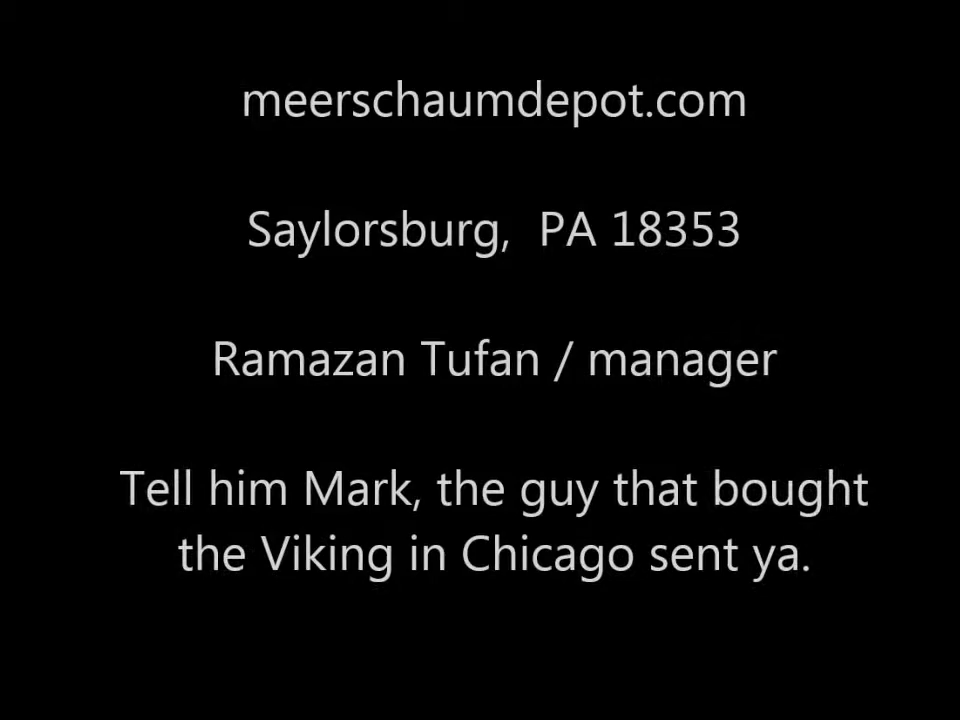 meerschaumdepot.com
Saylorsburg,  PA 18353
Ramazan Tufan / manager
Tell him Mark, the guy that bought
the Viking in Chicago sent ya.